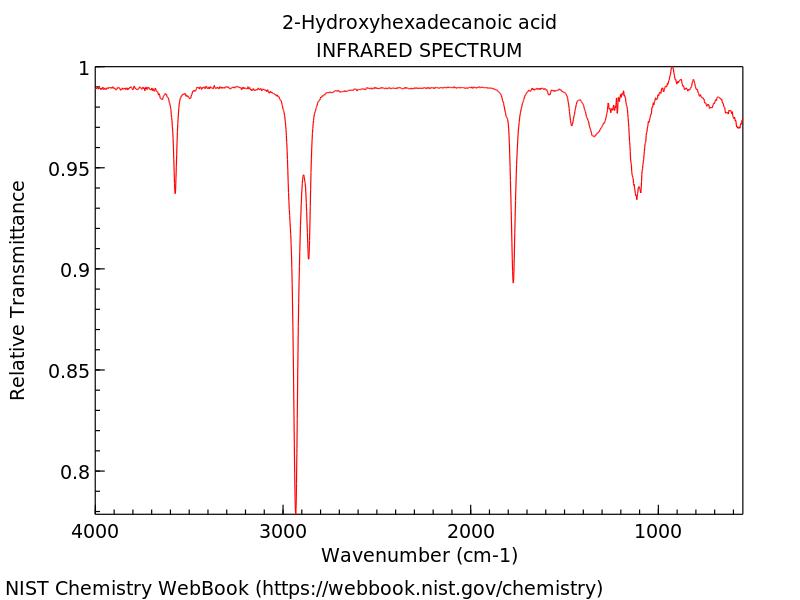 2-Hydroxyhexadecanoic acid
INFRARED SPECTRUM
1
0.95
0.9
0.85
0.8
Relative Transmittance
4000 3000 2000 1000
Wavenumber (cm-1)
NIST Chemistry WebBook (https://webbook.nist.gov/chemistry)